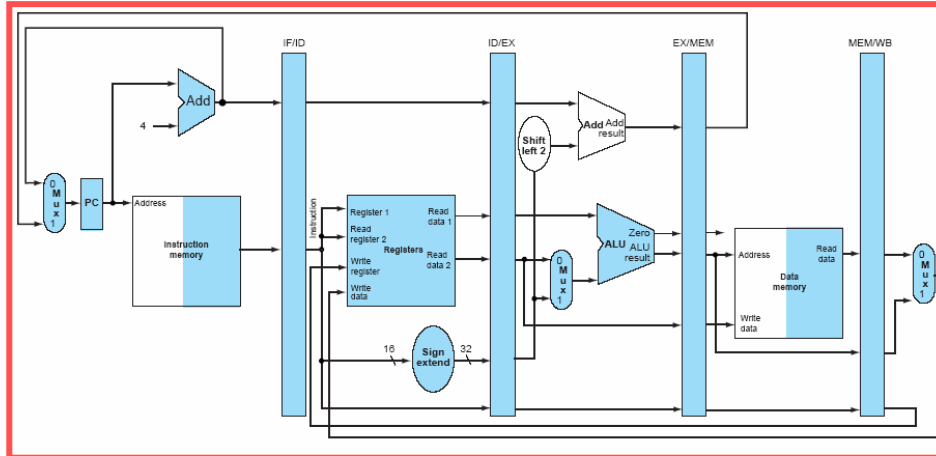 IF/ID
ID/EX
EX/MEM
MEM/WB
Add
4
Shift
left 2
Add
Add
result
0
M
u
x
1
PC
Address
Instruction
memory
Instruction
Register 1
Read
register 2
Write
register
Write
data
Registers
Read
data 1
Read
data 2
0
M
u
x
1
Zero
ALU
ALU
result
Address
Read
data
Data
memory
Write
data
0
M
u
x
1
16
Sign
extend
32